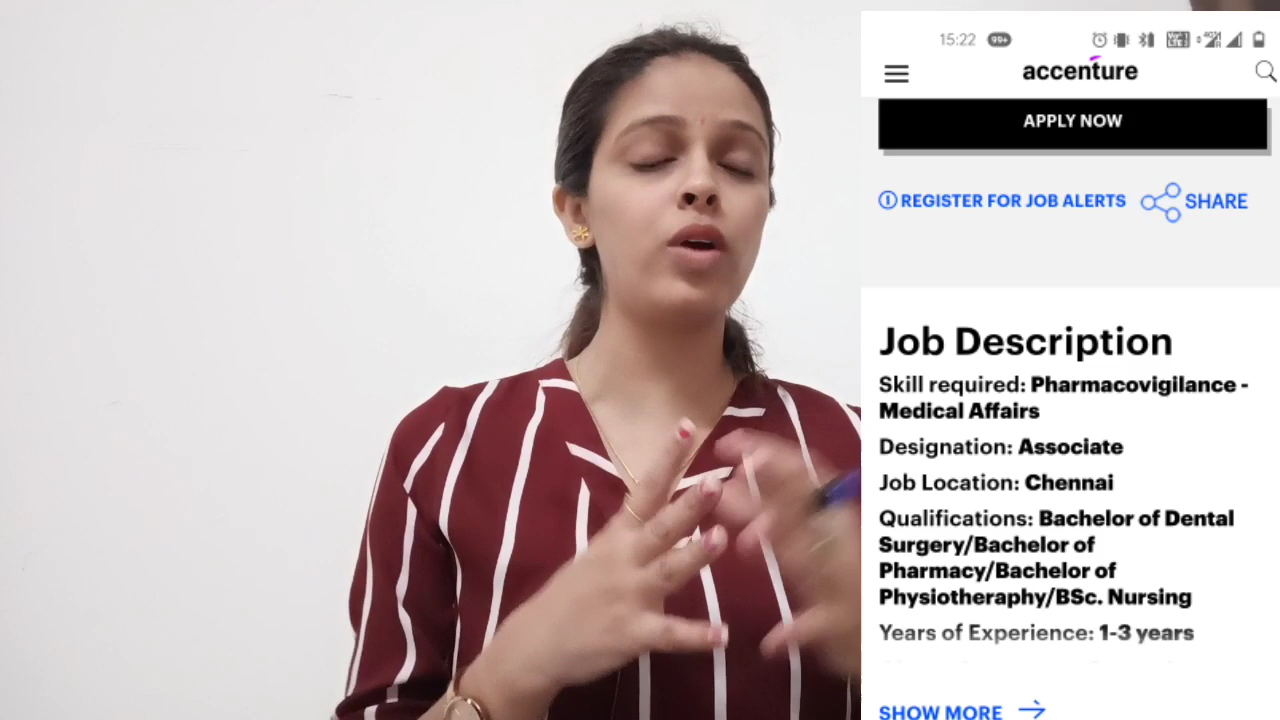 15:22 99+
accenture
APPLY NOW
REGISTER FOR JOB ALERTS SHARE
Job Description
Skill required: Pharmacovigilance -
Medical Affairs
Designation: Associate
Job Location: Chennai
Qualifications: Bachelor of Dental
Surgery/Bachelor of
Pharmacy/Bachelor of
Physiotheraphy/BSc. Nursing
Years of Experience: 1-3 years
SHOW MORE